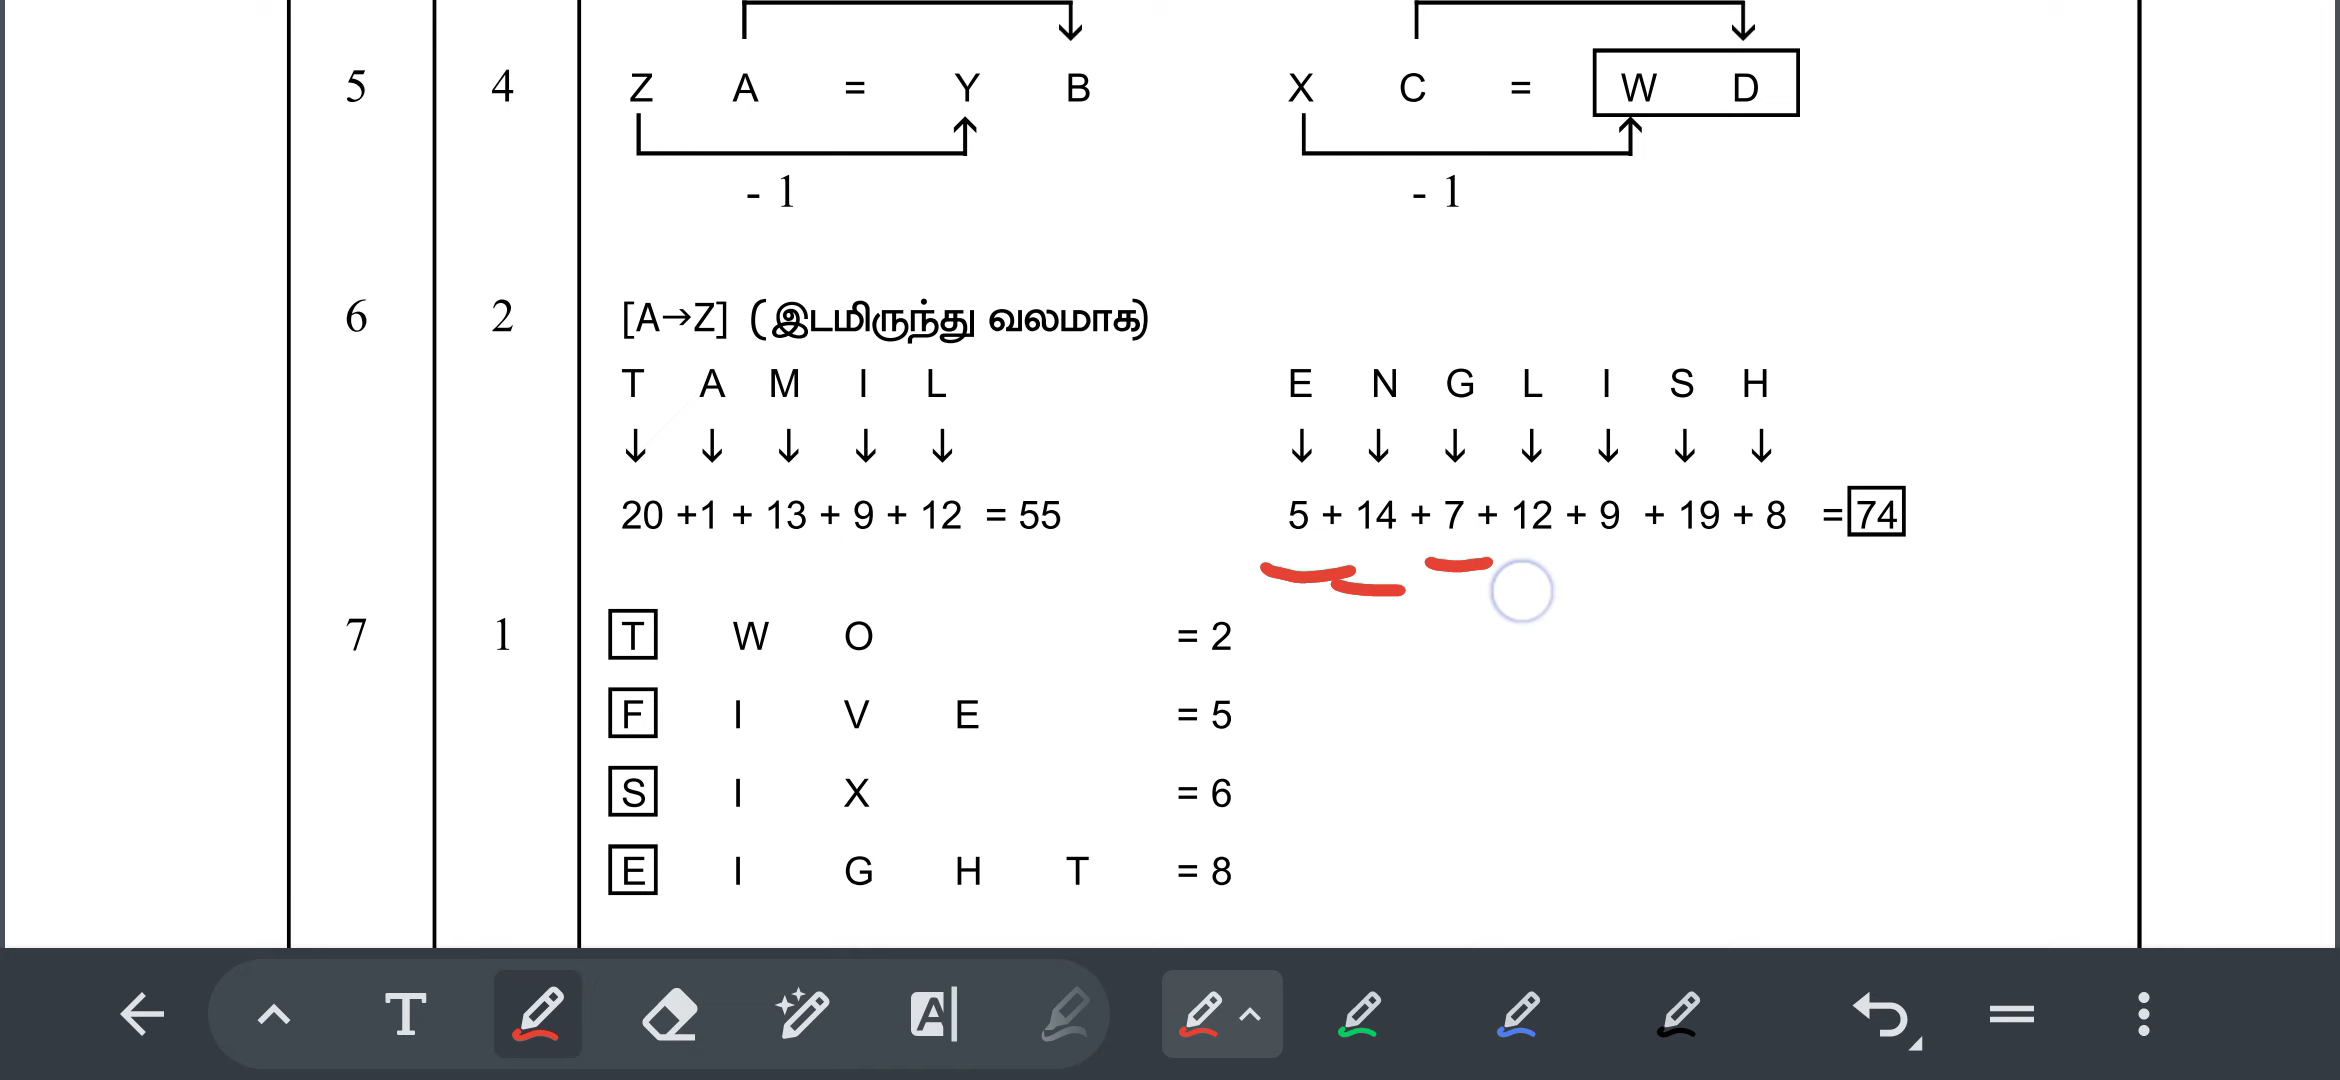 5 4 Z A = Y B X C = W D
- 1 - 1
6 2 [A→Z] (இடமிருந்து வலமாக)
T A M I L E N G L I S H
↓ ↓ ↓ ↓ ↓ ↓ ↓ ↓ ↓ ↓ ↓ ↓
20 +1 + 13 + 9 + 12 = 55 5 + 14 + 7 + 12 + 9 + 19 + 8 = 74
7 1 T W O = 2
F I V E = 5
S I X = 6
E I G H T = 8
T A